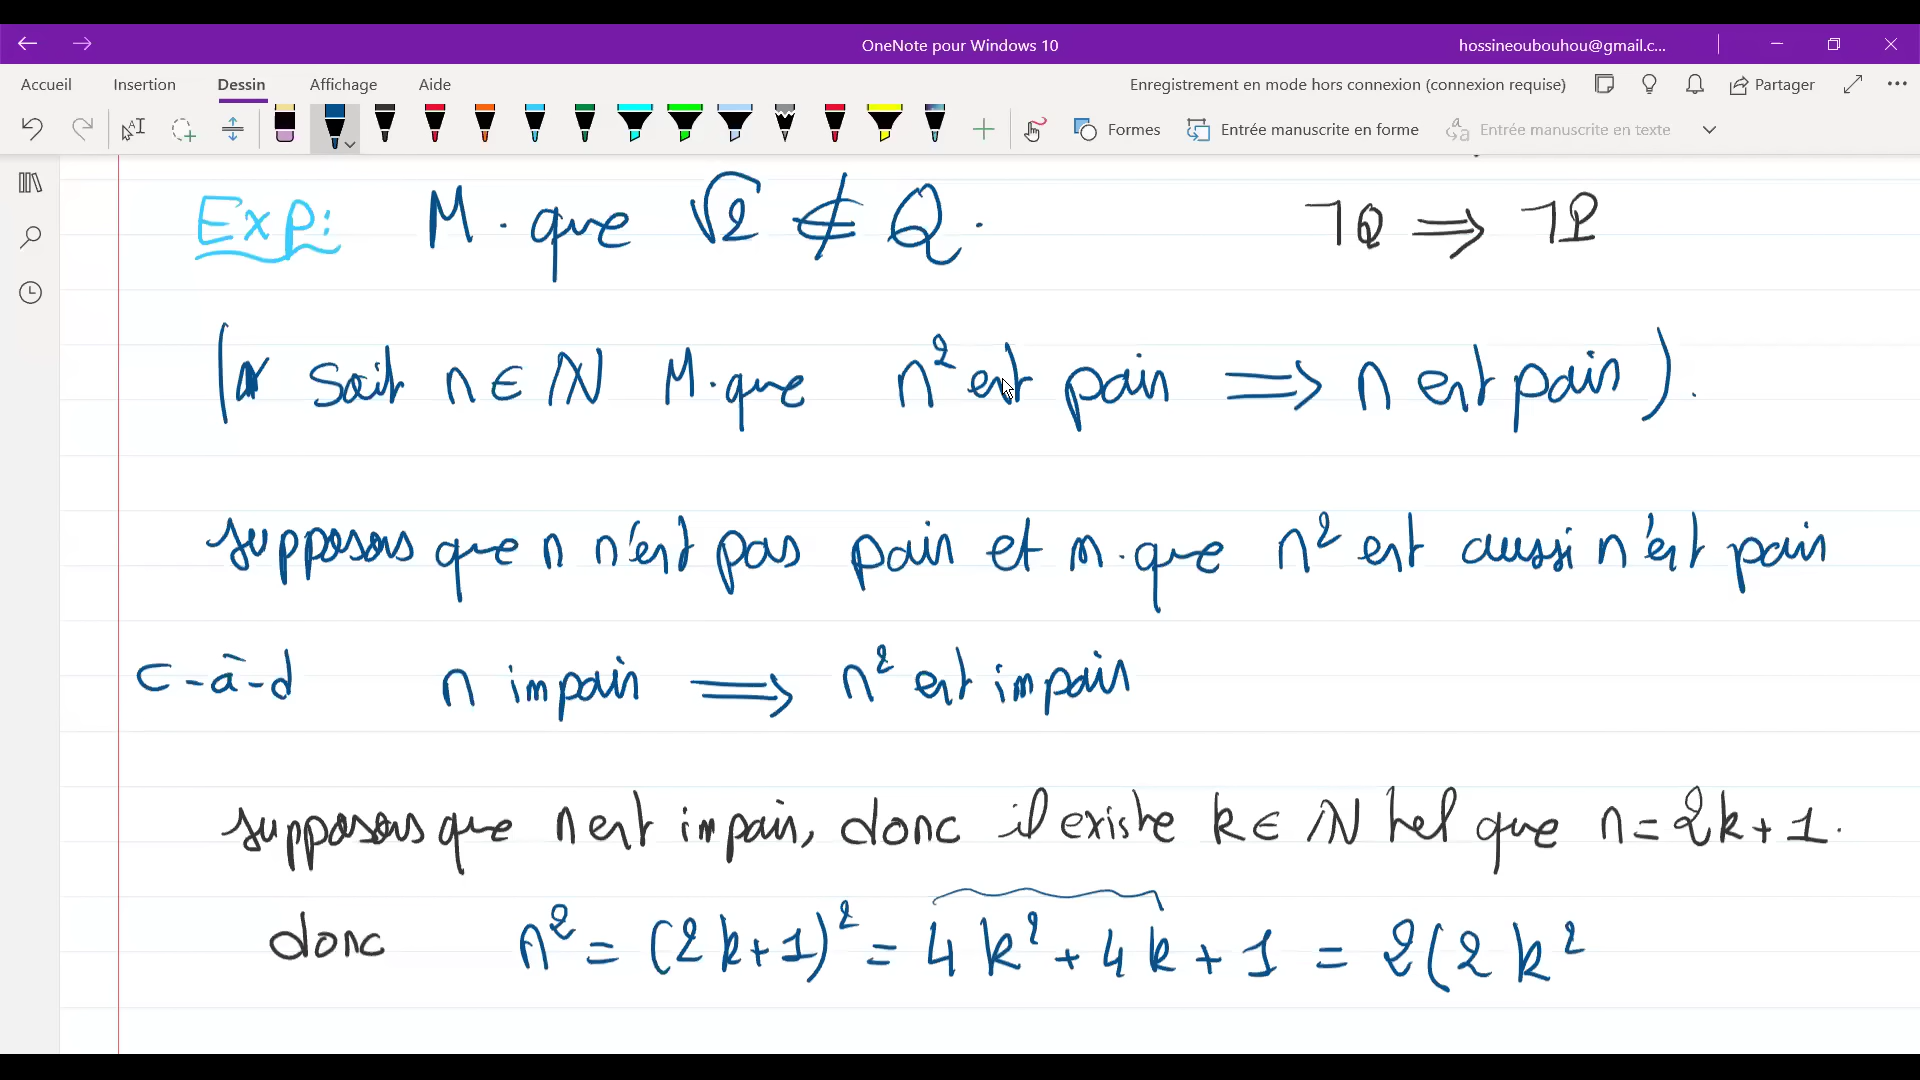 OneNote pour Windows 10
hossineoubouhou@gmail.c...
Accueil Insertion Dessin Affichage Aide
Enregistrement en mode hors connexion (connexion requise) Partager
Formes Entrée manuscrite en forme Entrée manuscrite en texte
Exp: M. que √2 ∉ Q.
¬Q ⟹ ¬P
( soit n ∈ ℕ M. que n² est pair ⟹ n est pair ).
supposons que n n'est pas pair et m. que n² est aussi n'est pair
c-à-d n impair ⟹ n² est impair
supposons que n est impair, donc il existe k ∈ ℕ tel que n = 2k + 1.
donc n² = (2k+1)² = 4k² + 4k + 1 = 2(2k²